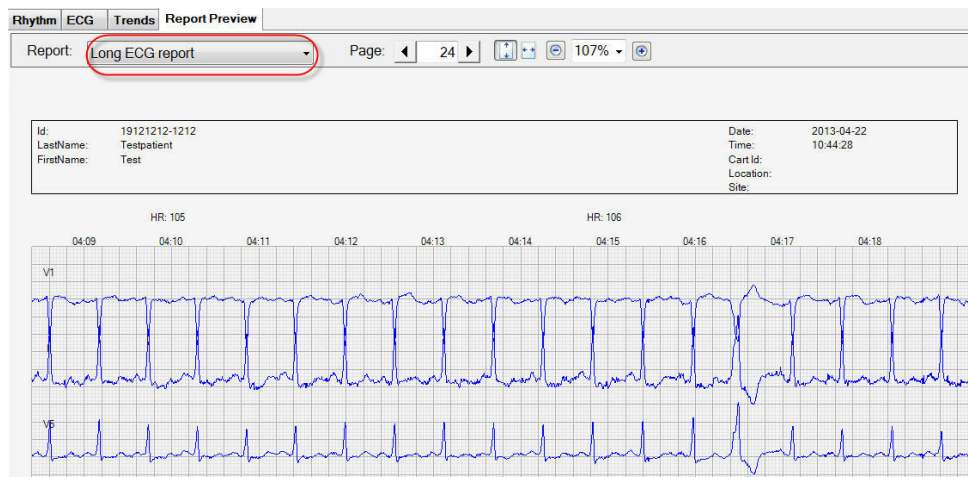 Rhythm ECG Trends Report Preview
Report: Long ECG report Page: 24 107%
Id: 19121212-1212 Date: 2013-04-22
LastName: Testpatient Time: 10:44:28
FirstName: Test Cart Id:
Location:
Site:
HR: 105 HR: 106
04:09 04:10 04:11 04:12 04:13 04:14 04:15 04:16 04:17 04:18
V1
V5